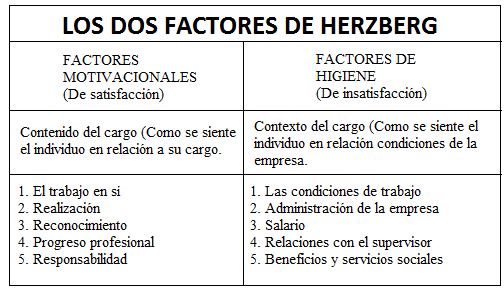 LOS DOS FACTORES DE HERZBERG
FACTORES
MOTIVACIONALES
(De satisfacción)
FACTORES DE
HIGIENE
(De insatisfacción)
Contenido del cargo (Como se siente
el individuo en relación a su cargo.
Contexto del cargo (Como se siente el
individuo en relación condiciones de la
empresa.
1. El trabajo en sí
2. Realización
3. Reconocimiento
4. Progreso profesional
5. Responsabilidad
1. Las condiciones de trabajo
2. Administración de la empresa
3. Salario
4. Relaciones con el supervisor
5. Beneficios y servicios sociales